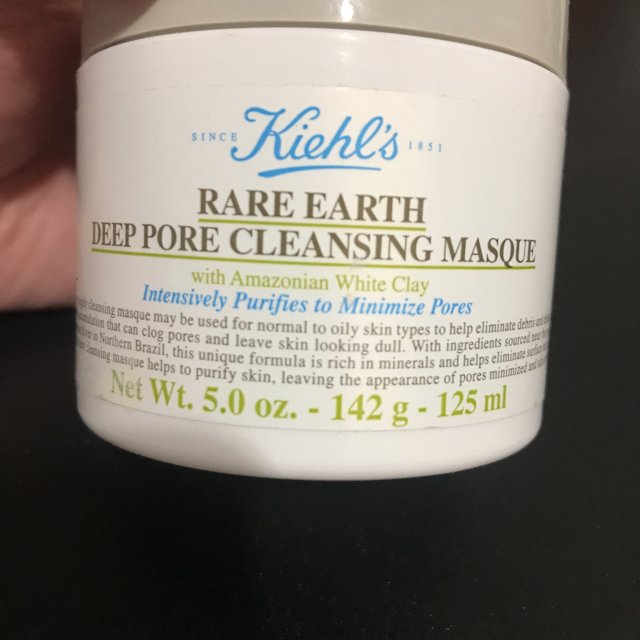 SINCE Kiehl's 1851
RARE EARTH
DEEP PORE CLEANSING MASQUE
with Amazonian White Clay
Intensively Purifies to Minimize Pores
cleansing masque may be used for normal to oily skin types to help eliminate debris and
that can clog pores and leave skin looking dull. With ingredients sourced near the
River in Northern Brazil, this unique formula is rich in minerals and helps eliminate surface
cleansing masque helps to purify skin, leaving the appearance of pores minimized and
Net Wt. 5.0 oz. - 142 g - 125 ml